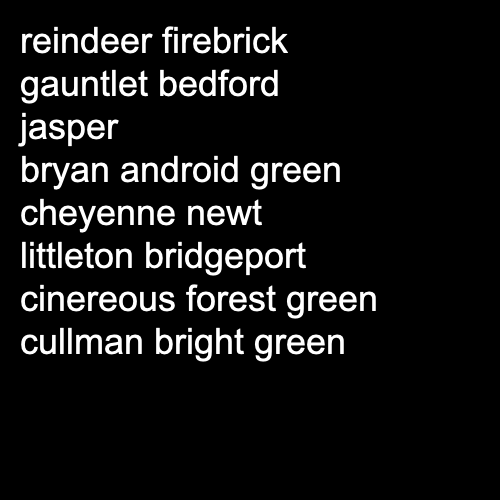 reindeer firebrick
gauntlet bedford
jasper
bryan android green
cheyenne newt
littleton bridgeport
cinereous forest green
cullman bright green